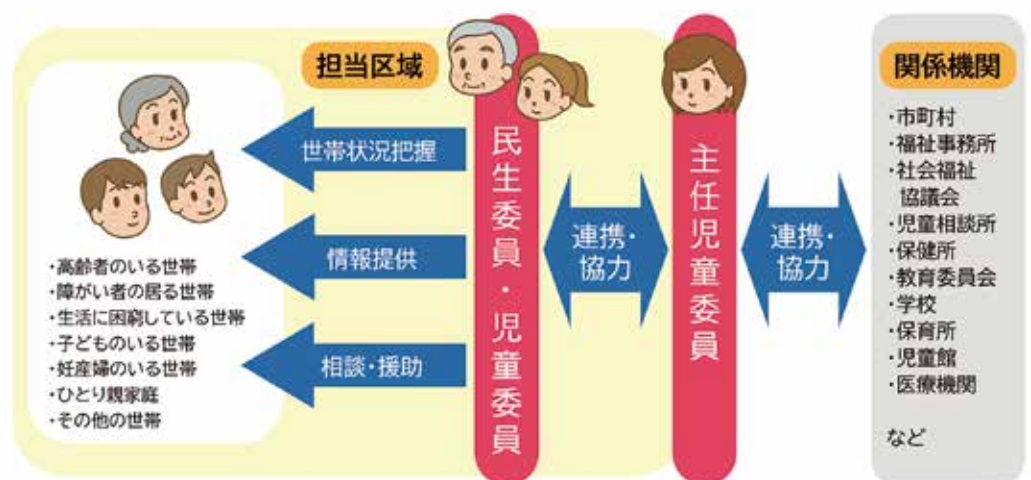 担当区域
世帯状況把握
情報提供
相談・援助
・高齢者のいる世帯
・障がい者の居る世帯
・生活に困窮している世帯
・子どものいる世帯
・妊産婦のいる世帯
・ひとり親家庭
・その他の世帯
民生委員・児童委員
連携・
協力
主任児童委員
連携・
協力
関係機関
・市町村
・福祉事務所
・社会福祉
協議会
・児童相談所
・保健所
・教育委員会
・学校
・保育所
・児童館
・医療機関
など